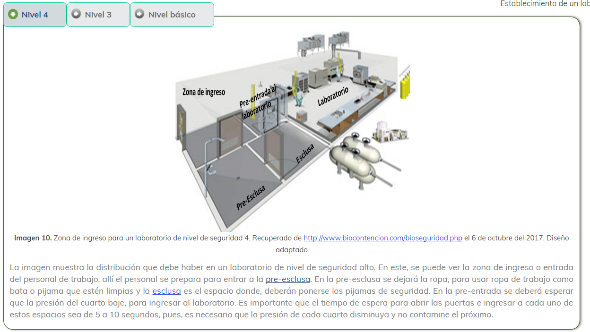 Establecimiento de un lab
Nivel 4
Nivel 3
Nivel básico
Zona de ingreso
Pre-entrada al
laboratorio
Laboratorio
Pre-Esclusa
Esclusa
Imagen 10. Zona de ingreso para un laboratorio de nivel de seguridad 4. Recuperado de http://www.biocontencion.com/bioseguridad.php el 6 de octubre del 2017. Diseño
adaptado.
La imagen muestra la distribución que debe haber en un laboratorio de nivel de seguridad alto. En este, se puede ver la zona de ingreso o entrada
del personal de trabajo, allí el personal se prepara para entrar a la pre-esclusa. En la pre-esclusa se dejará la ropa, para usar ropa de trabajo como
bata o pijama que estén limpias y la esclusa es el espacio donde, deberán ponerse los pijamas de seguridad. En la pre-entrada se deberá esperar
que la presión del cuarto baje, para ingresar al laboratorio. Es importante que el tiempo de espera para abrir las puertas e ingresar a cada uno de
estos espacios sea de 5 a 10 segundos, pues, es necesario que la presión de cada cuarto disminuya y no contamine el próximo.